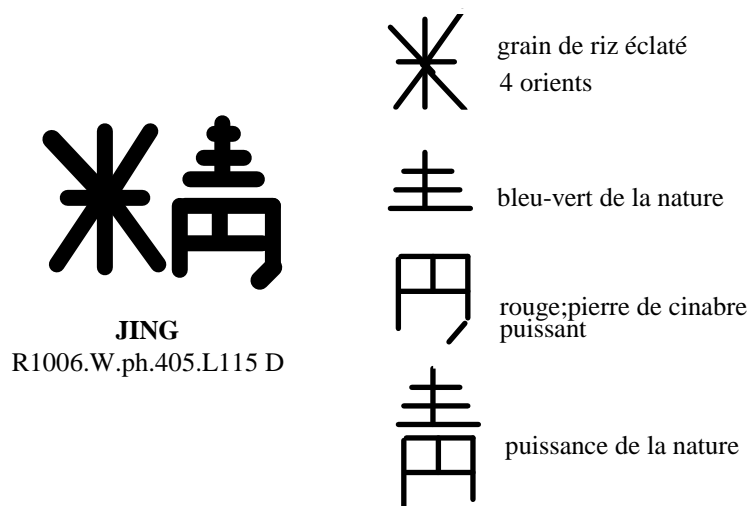 精
JING
R1006.W.ph.405.L115 D
米
grain de riz éclaté
4 orients
龶
bleu-vert de la nature
円
rouge;pierre de cinabre
puissant
青
puissance de la nature